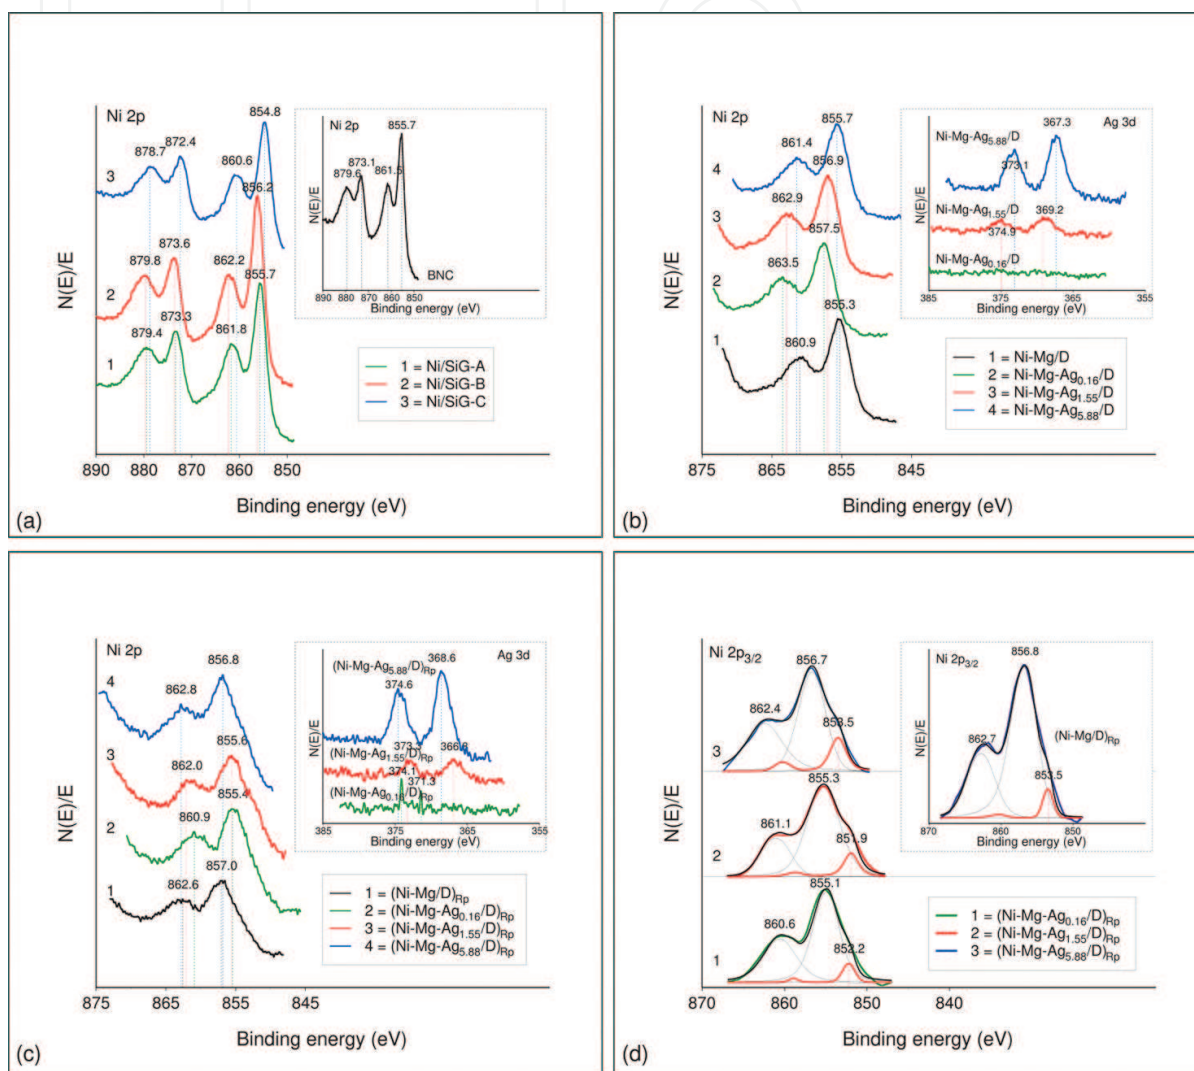 Ni 2p
854.8
872.4
878.7
860.6
3
856.2
873.6
879.8
862.2
855.7
2
873.3
879.4
861.8
1
N(E)/E
890 880 870 860 850
Binding energy (eV)
(a)
Ni 2p
855.7
873.1
879.6
861.5
N(E)/E
BNC
890 880 870 860 850
Binding energy (eV)
1 = Ni/SiG-A
2 = Ni/SiG-B
3 = Ni/SiG-C
Ni 2p
855.7
861.4
4
856.9
862.9
3
857.5
863.5
2
855.3
860.9
1
N(E)/E
875 865 855 845
Binding energy (eV)
(b)
Ag 3d
Ni-Mg-Ag5.88/D
367.3
373.1
Ni-Mg-Ag1.55/D
369.2
374.9
Ni-Mg-Ag0.16/D
N(E)/E
385 375 365 355
Binding energy (eV)
1 = Ni-Mg/D
2 = Ni-Mg-Ag0.16/D
3 = Ni-Mg-Ag1.55/D
4 = Ni-Mg-Ag5.88/D
Ni 2p
856.8
862.8
4
855.6
862.0
3
855.4
860.9
2
857.0
862.6
1
N(E)/E
875 865 855 845
Binding energy (eV)
(c)
Ag 3d
368.6
(Ni-Mg-Ag5.88/D)Rp
374.6
(Ni-Mg-Ag1.55/D)Rp
374.1
371.3
(Ni-Mg-Ag0.16/D)Rp
N(E)/E
385 375 365 355
Binding energy (eV)
1 = (Ni-Mg/D)Rp
2 = (Ni-Mg-Ag0.16/D)Rp
3 = (Ni-Mg-Ag1.55/D)Rp
4 = (Ni-Mg-Ag5.88/D)Rp
Ni 2p3/2
856.7
862.4
853.5
3
855.3
861.1
851.9
2
855.1
860.6
852.2
1
N(E)/E
870 860 850 840
Binding energy (eV)
(d)
Ni 2p3/2
856.8
862.7
(Ni-Mg/D)Rp
853.5
N(E)/E
870 860 850
Binding energy (eV)
1 = (Ni-Mg-Ag0.16/D)Rp
2 = (Ni-Mg-Ag1.55/D)Rp
3 = (Ni-Mg-Ag5.88/D)Rp